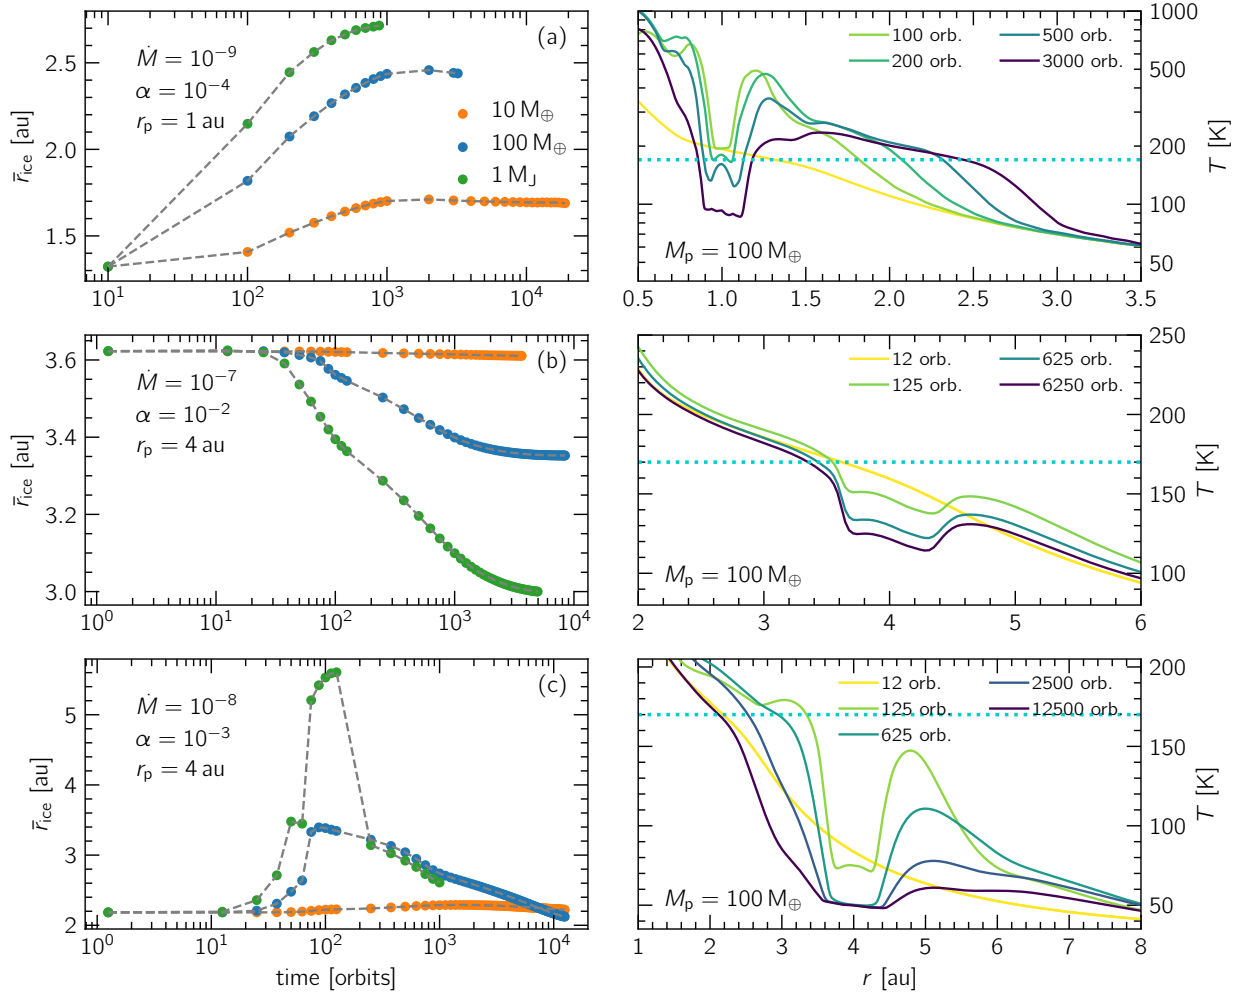 (a)
Ṁ = 10⁻⁹
α = 10⁻⁴
rₚ = 1 au
10 M⊕
100 M⊕
1 M_J
r̄_ice [au]
2.5
2.0
1.5
10¹ 10² 10³ 10⁴
100 orb. 500 orb.
200 orb. 3000 orb.
Mₚ = 100 M⊕
1000
500
200
100
50
T [K]
0.5 1.0 1.5 2.0 2.5 3.0 3.5
(b)
Ṁ = 10⁻⁷
α = 10⁻²
rₚ = 4 au
r̄_ice [au]
3.6
3.4
3.2
3.0
10⁰ 10¹ 10² 10³ 10⁴
12 orb. 625 orb.
125 orb. 6250 orb.
Mₚ = 100 M⊕
250
200
150
100
T [K]
2 3 4 5 6
(c)
Ṁ = 10⁻⁸
α = 10⁻³
rₚ = 4 au
r̄_ice [au]
5
4
3
2
10⁰ 10¹ 10² 10³ 10⁴
time [orbits]
12 orb. 2500 orb.
125 orb. 12500 orb.
625 orb.
Mₚ = 100 M⊕
200
150
100
50
T [K]
1 2 3 4 5 6 7 8
r [au]